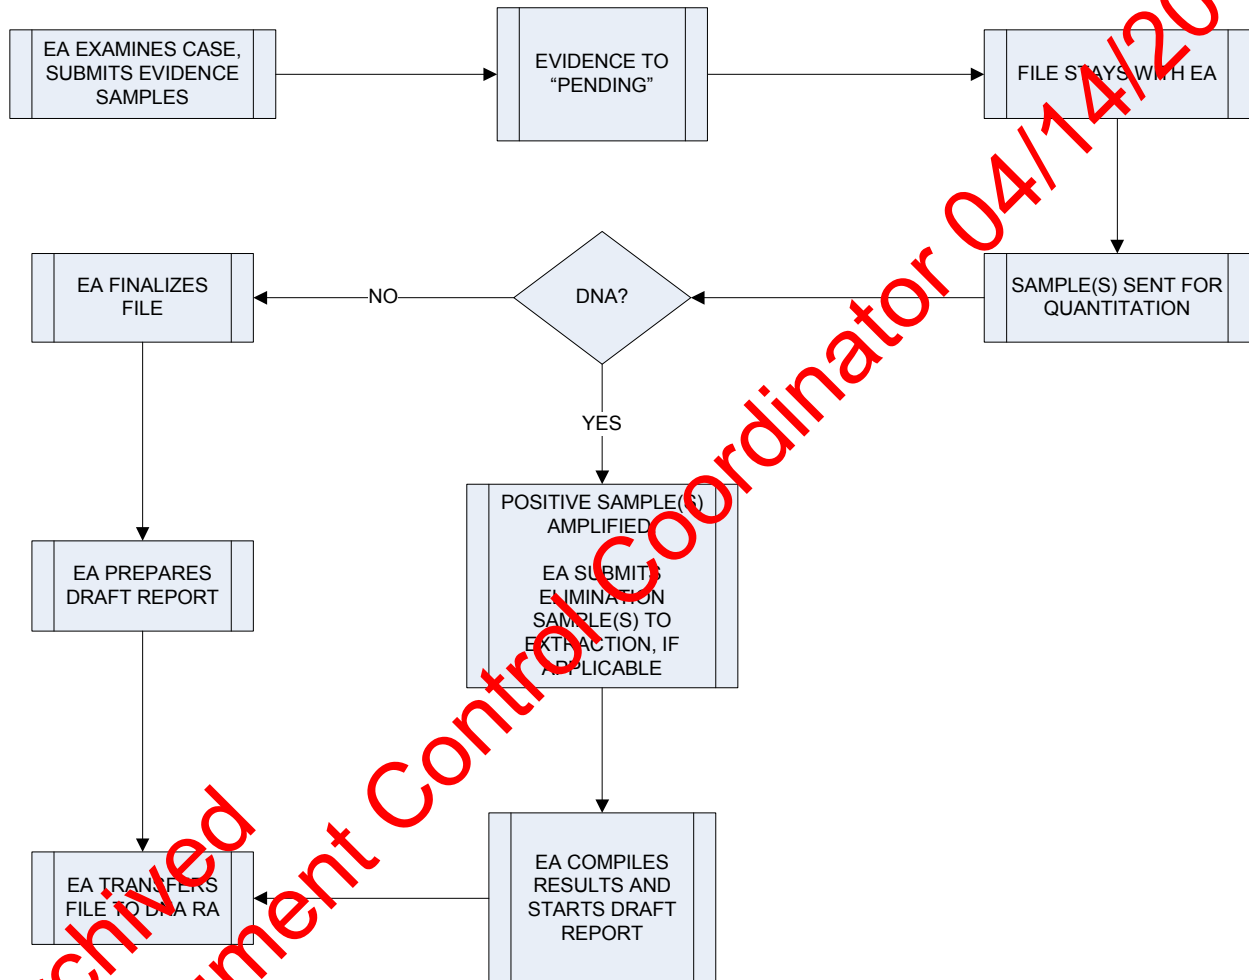 EA EXAMINES CASE,
SUBMITS EVIDENCE
SAMPLES
EVIDENCE TO
“PENDING”
FILE STAYS WITH EA
SAMPLE(S) SENT FOR
QUANTITATION
DNA?
NO
EA FINALIZES
FILE
YES
POSITIVE SAMPLE(S)
AMPLIFIED
EA SUBMITS
ELIMINATION
SAMPLE(S) TO
EXTRACTION, IF
APPLICABLE
EA PREPARES
DRAFT REPORT
EA COMPILES
RESULTS AND
STARTS DRAFT
REPORT
EA TRANSFERS
FILE TO DNA RA
Control Coordinator 04/14/20